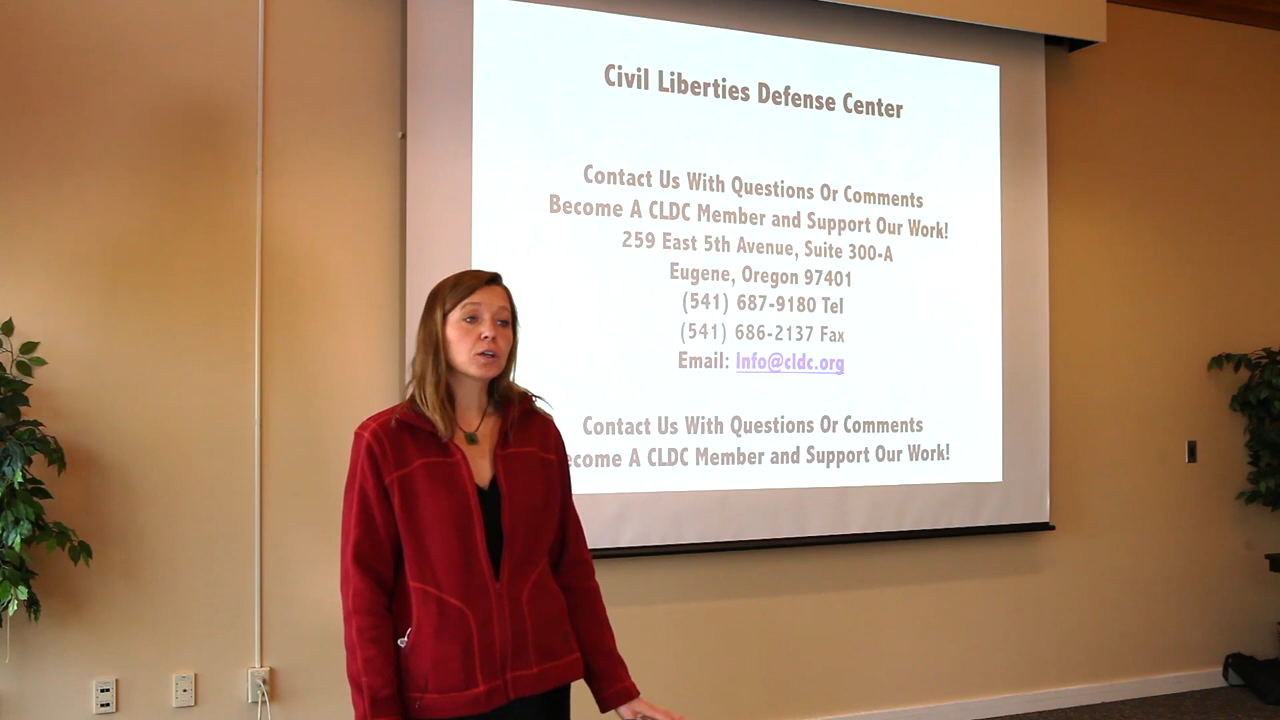 Civil Liberties Defense Center
Contact Us With Questions Or Comments
Become A CLDC Member and Support Our Work!
259 East 5th Avenue, Suite 300-A
Eugene, Oregon 97401
(541) 687-9180 Tel
(541) 686-2137 Fax
Email: Info@cldc.org
Contact Us With Questions Or Comments
ecome A CLDC Member and Support Our Work!